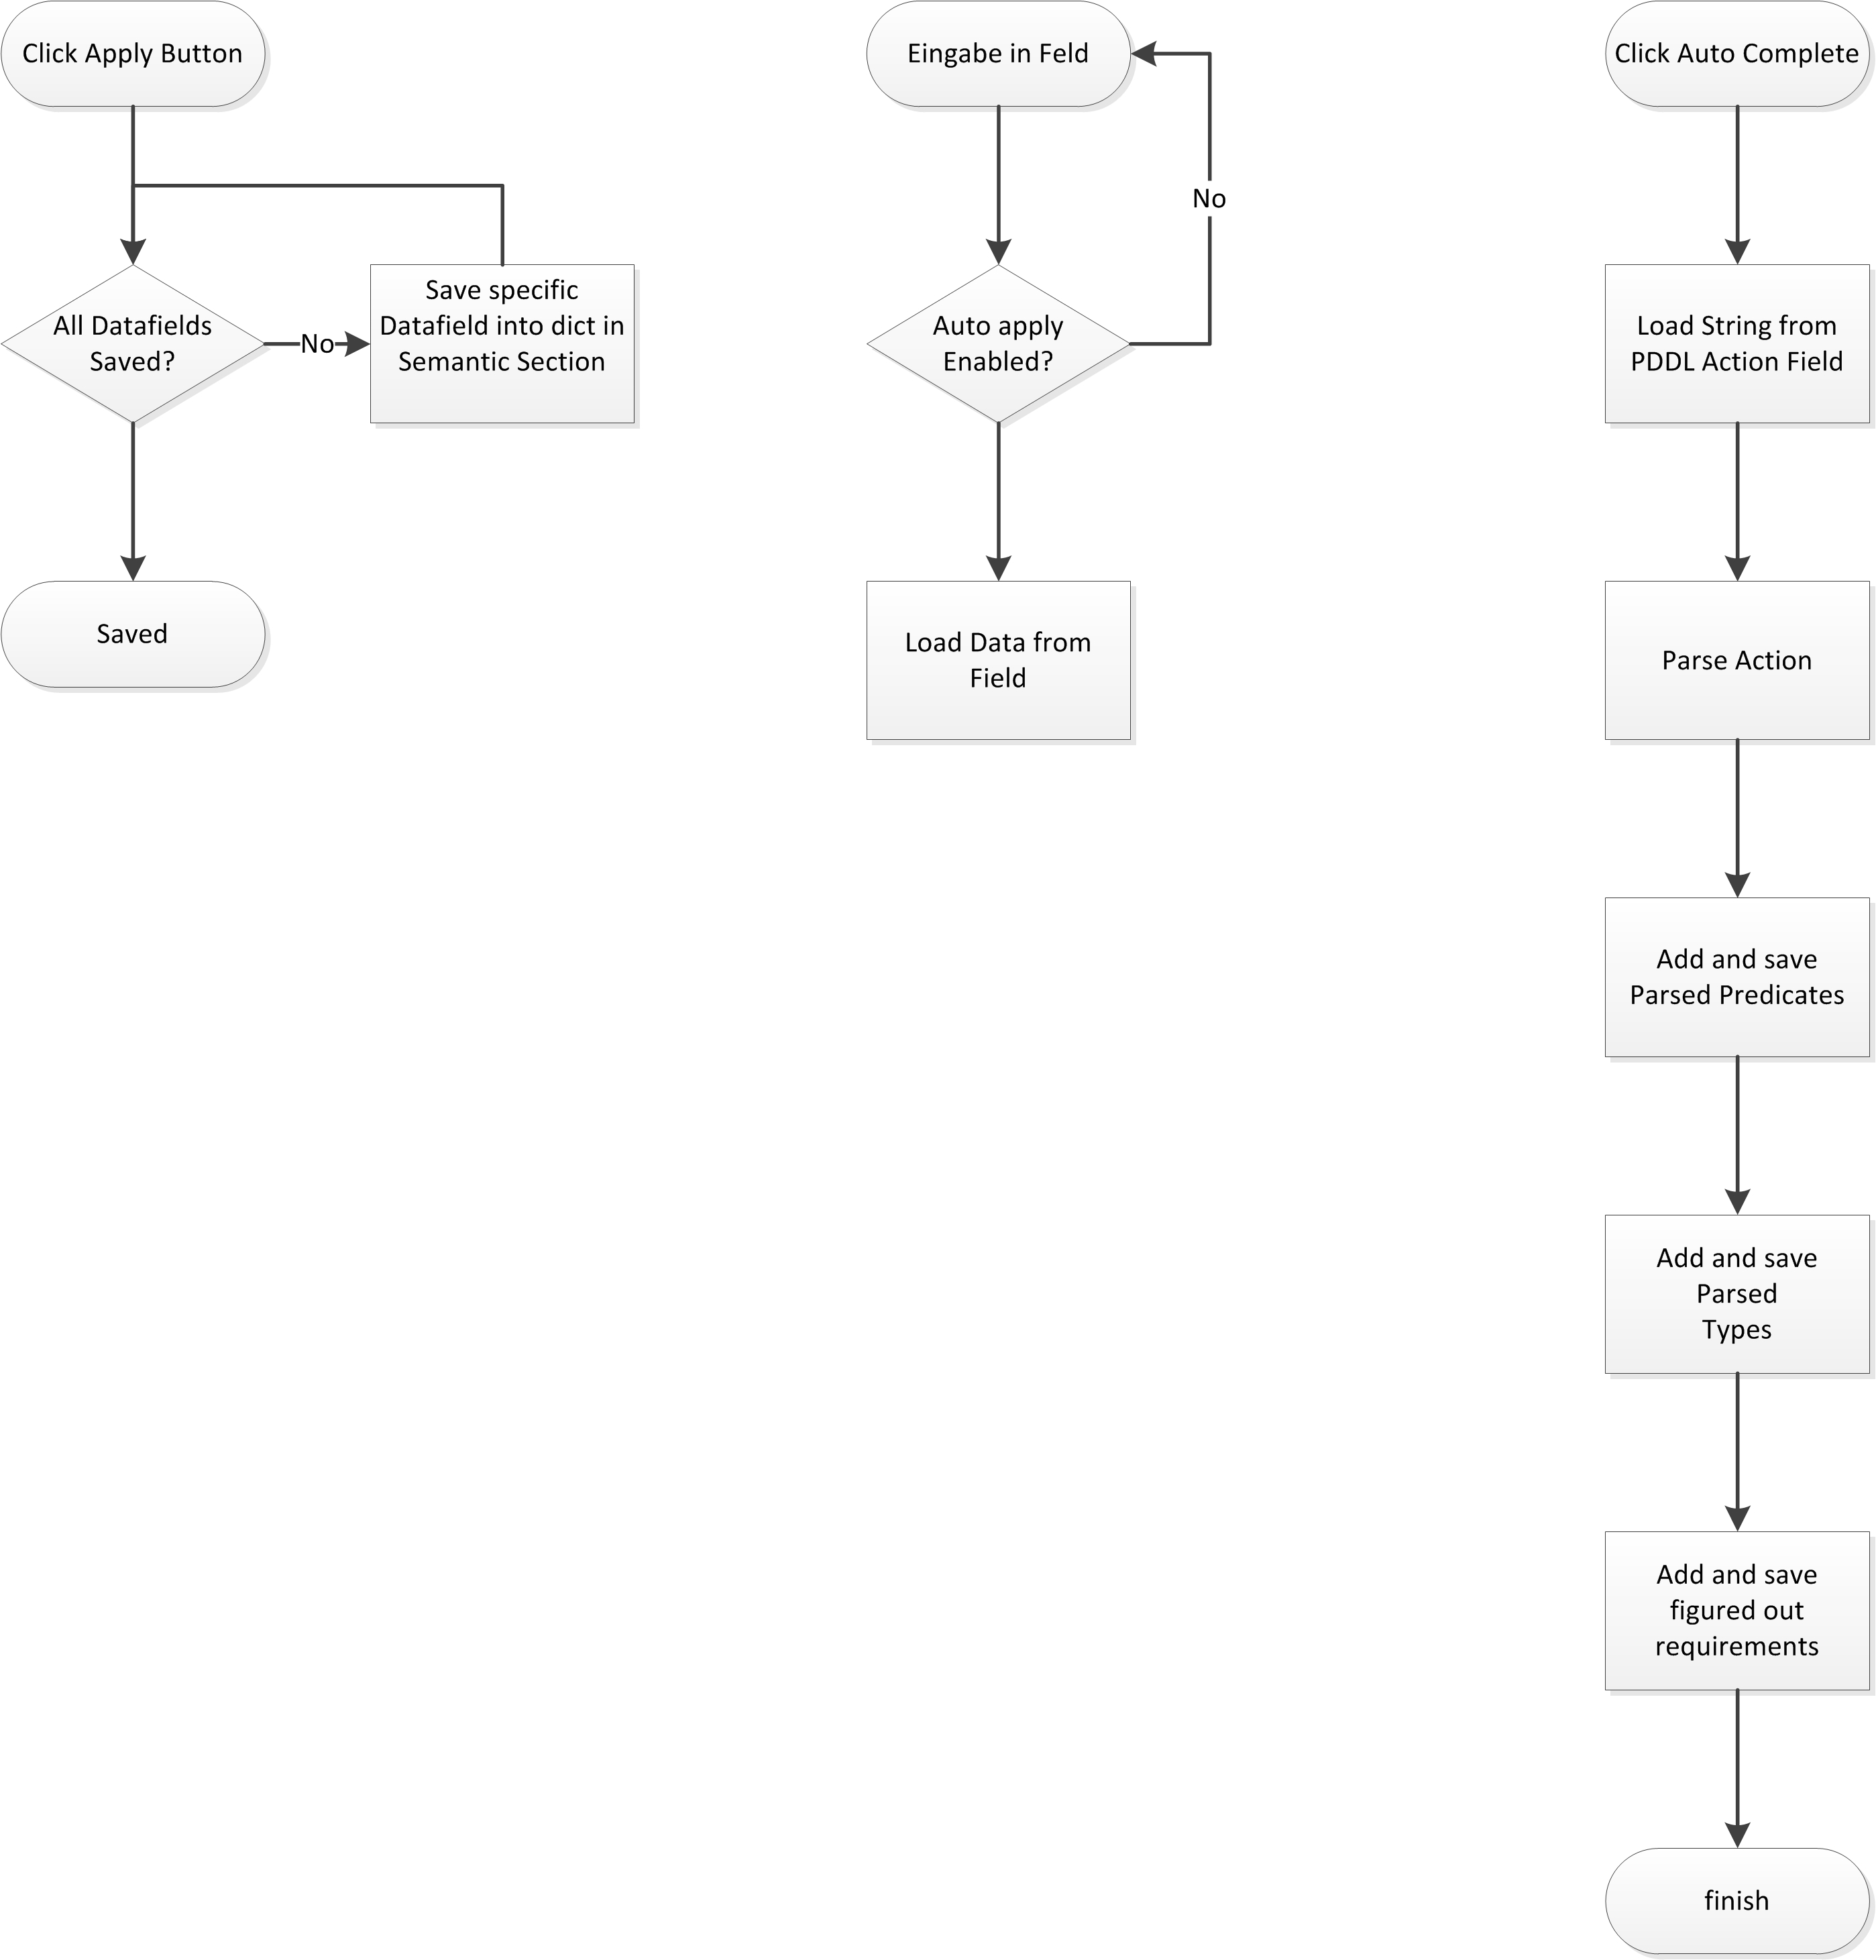 Click Apply Button
All Datafields
Saved?
No
Save specific
Datafield into dict in
Semantic Section
Saved
Eingabe in Feld
No
Auto apply
Enabled?
Load Data from
Field
Click Auto Complete
Load String from
PDDL Action Field
Parse Action
Add and save
Parsed Predicates
Add and save
Parsed
Types
Add and save
figured out
requirements
finish